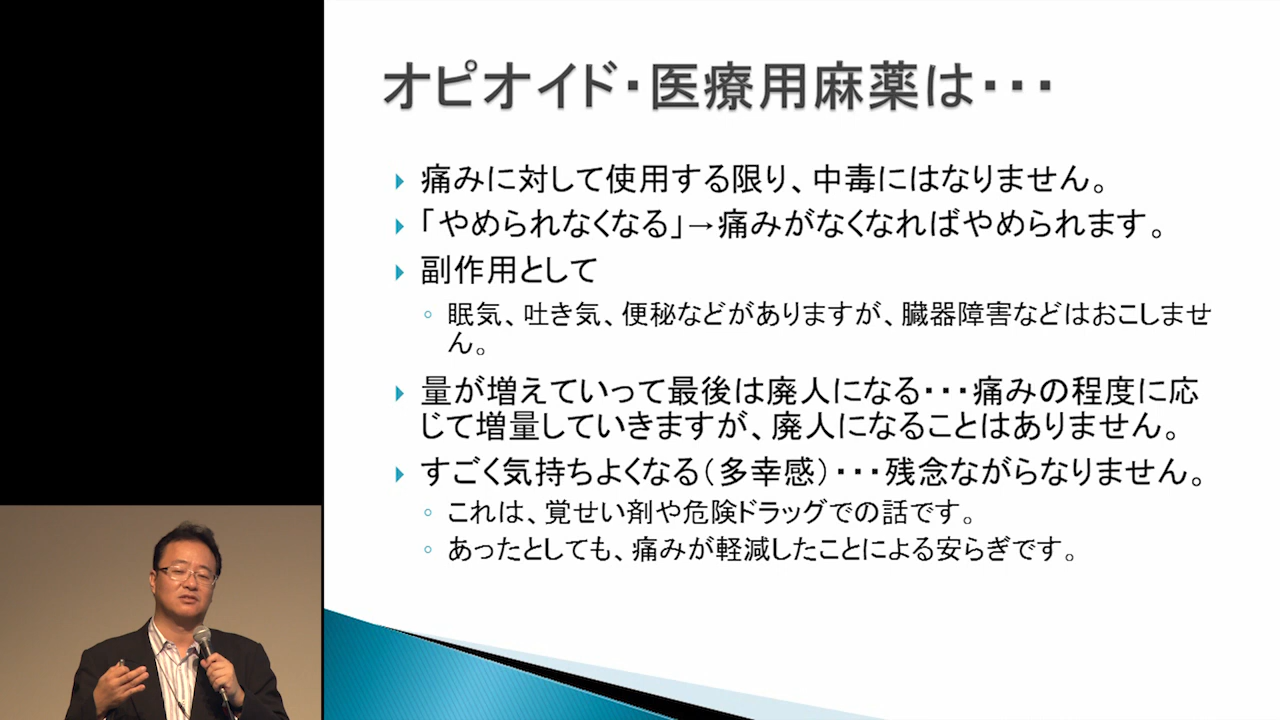 オピオイド・医療用麻薬は・・・
痛みに対して使用する限り、中毒にはなりません。
「やめられなくなる」→痛みがなくなればやめられます。
副作用として
眠気、吐き気、便秘などがありますが、臓器障害などはおこしませ
ん。
量が増えていって最後は廃人になる・・・痛みの程度に応
じて増量していきますが、廃人になることはありません。
すごく気持ちよくなる（多幸感）・・・残念ながらなりません。
これは、覚せい剤や危険ドラッグでの話です。
あったとしても、痛みが軽減したことによる安らぎです。